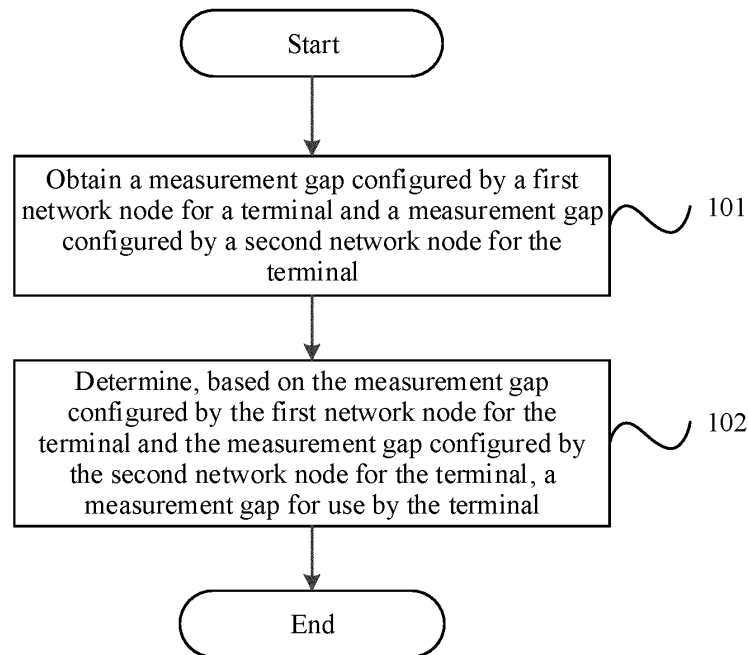 Start
Obtain a measurement gap configured by a first
network node for a terminal and a measurement gap
configured by a second network node for the
terminal
101
Determine, based on the measurement gap
configured by the first network node for the
terminal and the measurement gap configured by
the second network node for the terminal, a
measurement gap for use by the terminal
102
End